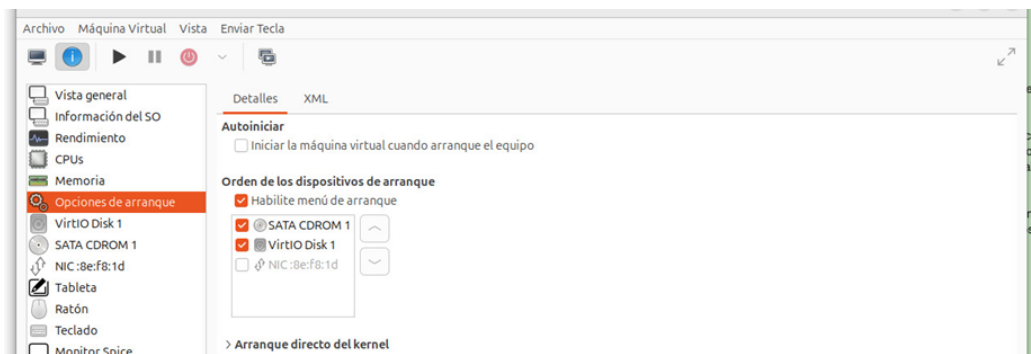 Archivo Máquina Virtual Vista Enviar Tecla
Vista general
Información del SO
Rendimiento
CPUs
Memoria
Opciones de arranque
VirtIO Disk 1
SATA CDROM 1
NIC :8e:f8:1d
Tableta
Ratón
Teclado
Monitor Spice
Detalles XML
Autoiniciar
Iniciar la máquina virtual cuando arranque el equipo
Orden de los dispositivos de arranque
Habilite menú de arranque
SATA CDROM 1
VirtIO Disk 1
NIC :8e:f8:1d
> Arranque directo del kernel